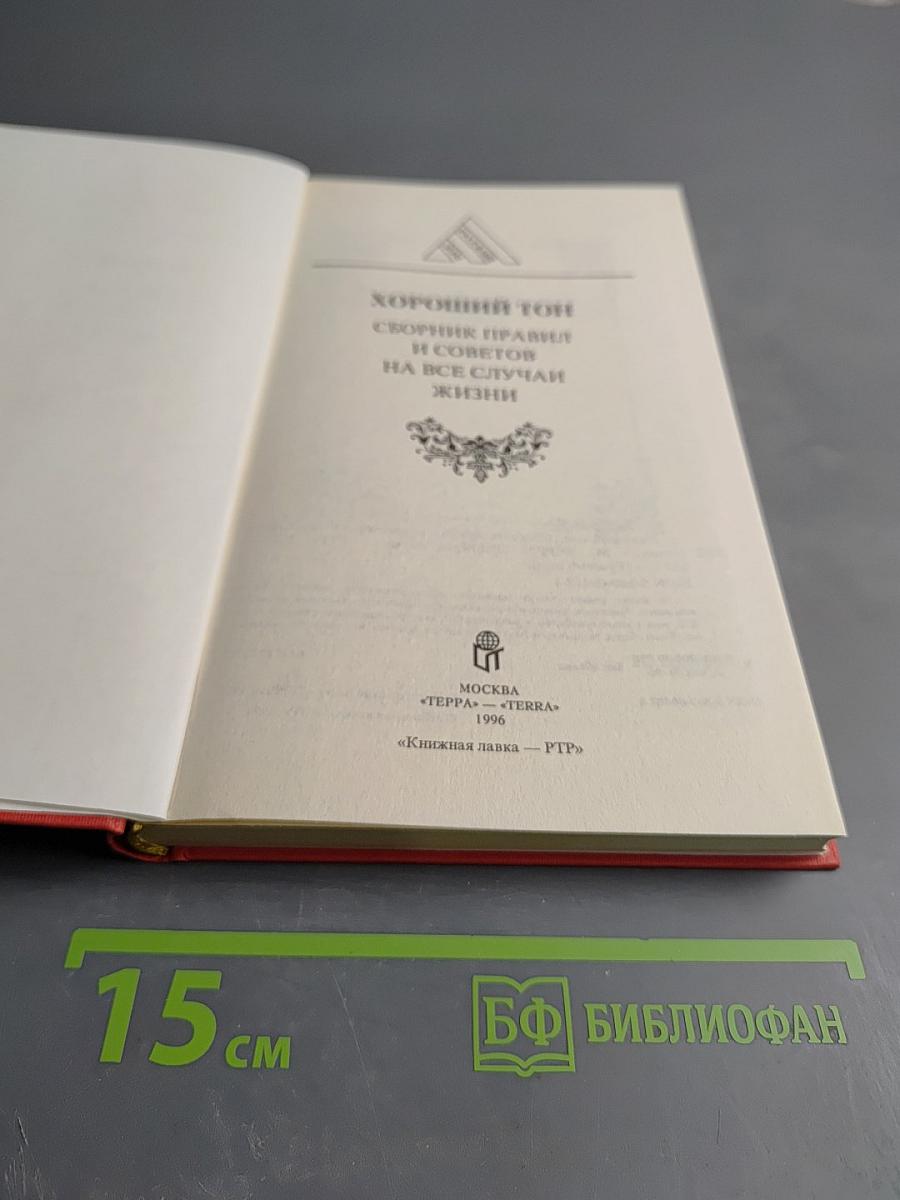 ХОРОШИЙ ТОН
СБОРНИК ПРАВИЛ
И СОВЕТОВ
НА ВСЕ СЛУЧАИ
ЖИЗНИ
МОСКВА
«ТЕРРА» — «TERRA»
1996
«Книжная лавка — РТР»
15 см
БФ БИБЛИОФАН